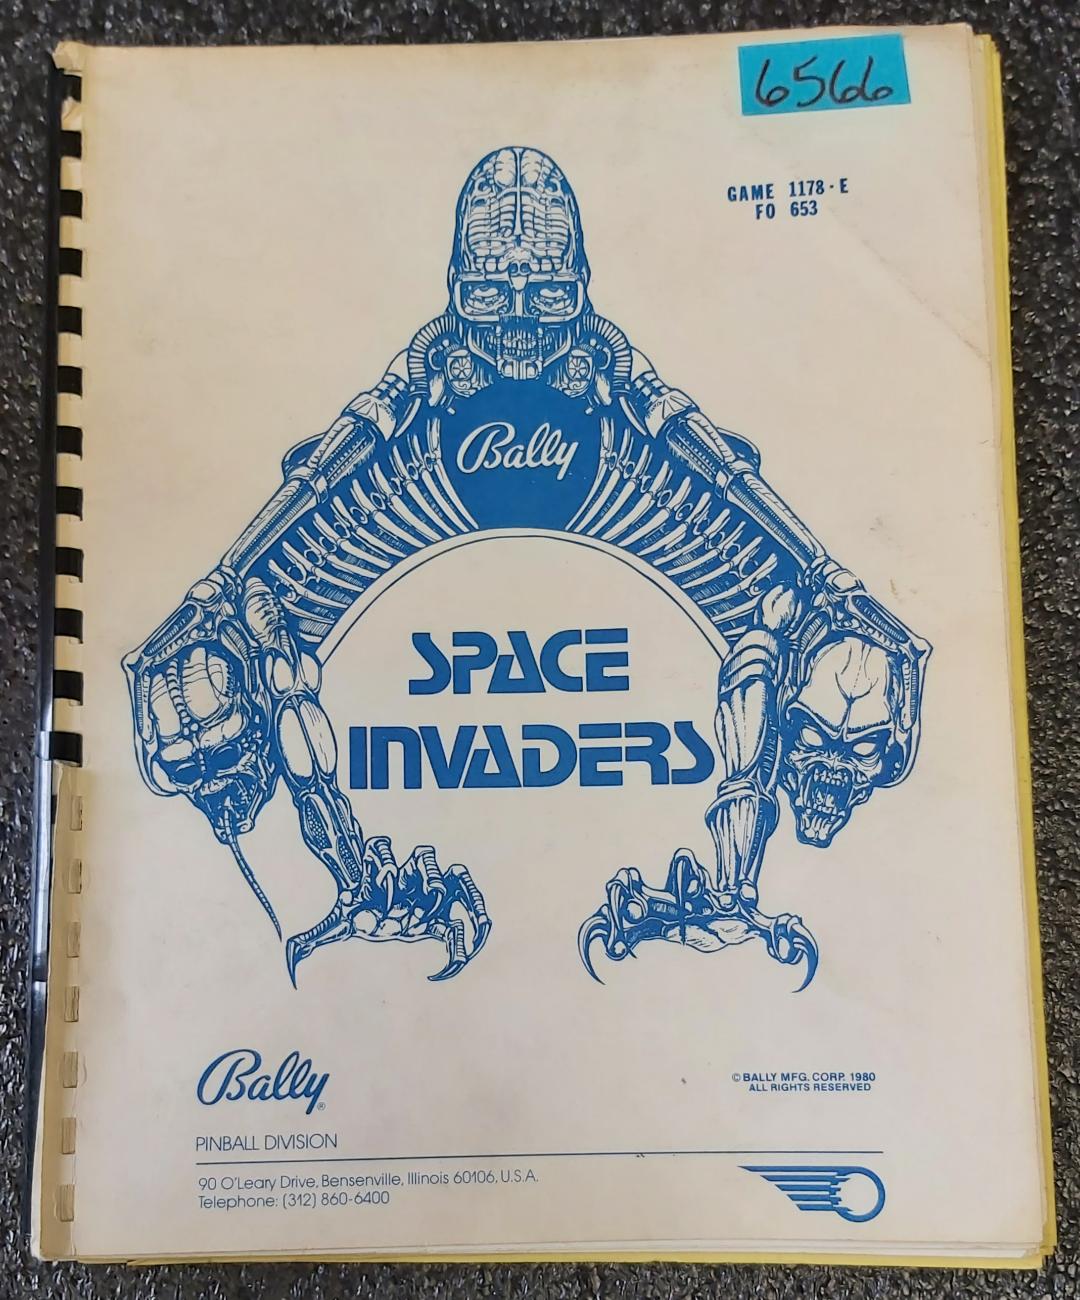 6566
GAME 1178-E
FO 653
Bally
SPACE
INVADERS
Bally®
©BALLY MFG. CORP. 1980
ALL RIGHTS RESERVED
PINBALL DIVISION
90 O'Leary Drive, Bensenville, Illinois 60106, U.S.A.
Telephone: (312) 860-6400